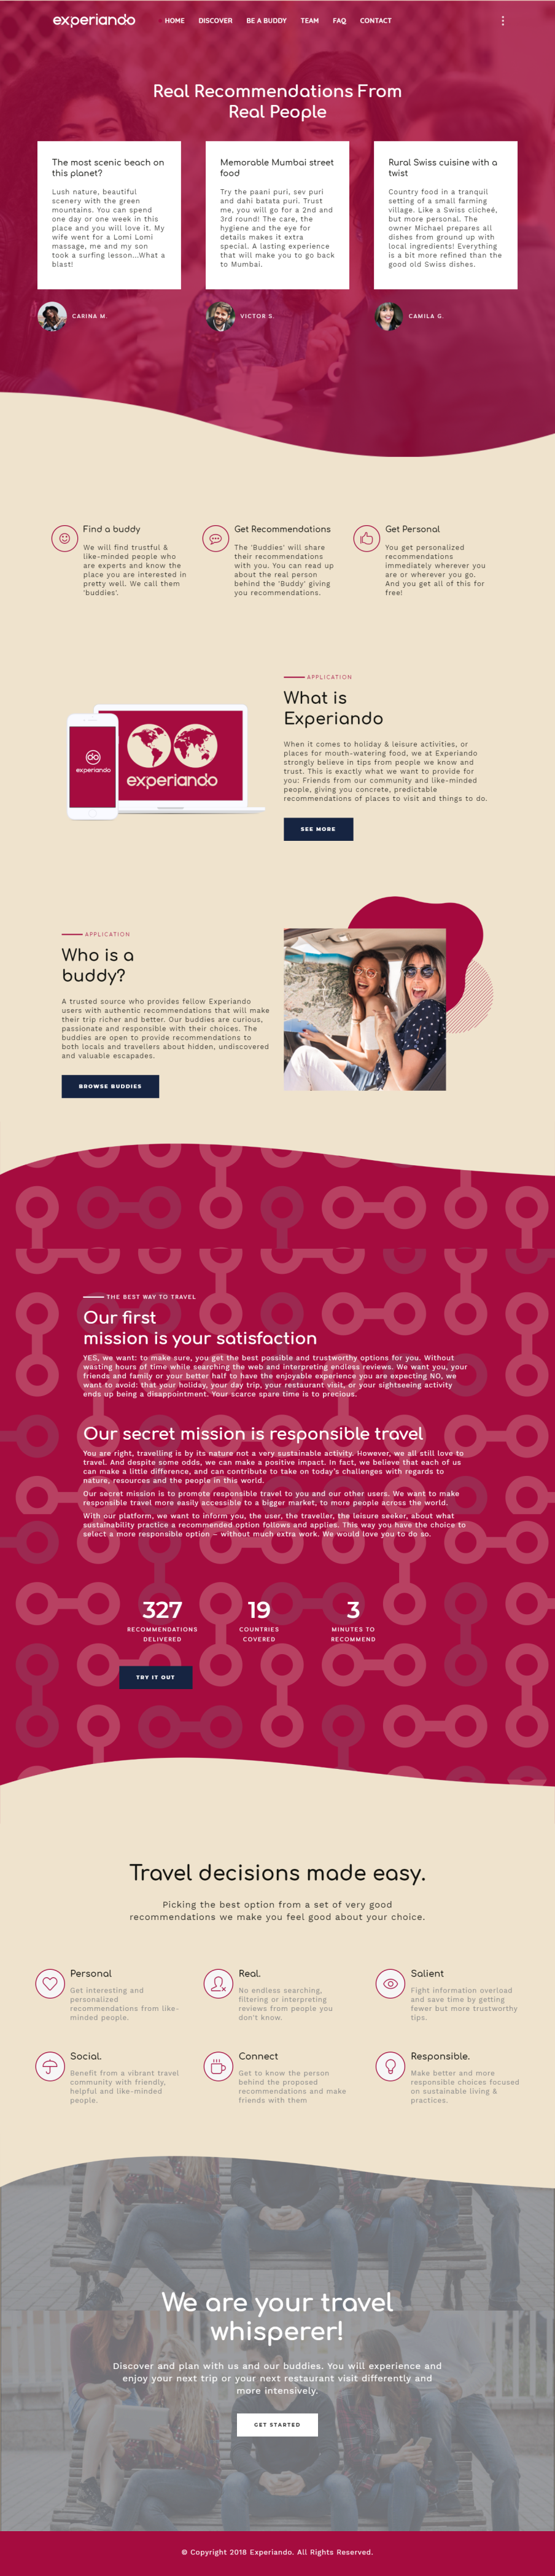 experiando
HOME DISCOVER BE A BUDDY TEAM FAQ CONTACT
Real Recommendations From
Real People
The most scenic beach on
this planet?
Lush nature, beautiful
scenery with the green
mountains. You can spend
one day or one week in this
place and you will love it. My
wife went for a Lomi Lomi
massage, me and my son
took a surfing lesson...What a
blast!
CARINA M.
Memorable Mumbai street
food
Try the paani puri, sev puri
and dahi batata puri. Trust
me, you will go for a 2nd and
3rd round! The care, the
hygiene and the eye for
details makes it extra
special. A lasting experience
that will make you to go back
to Mumbai.
VICTOR S.
Rural Swiss cuisine with a
twist
Country food in a tranquil
setting of a small farming
village. Like a Swiss clicheé,
but more personal. The
owner Michael prepares all
dishes from ground up with
local ingredients! Everything
is a bit more refined than the
good old Swiss dishes.
CAMILA G.
Find a buddy
We will find trustful &
like-minded people who
are experts and know the
place you are interested in
pretty well. We call them
'buddies'.
Get Recommendations
The 'Buddies' will share
their recommendations
with you. You can read up
about the real person
behind the 'Buddy' giving
you recommendations.
Get Personal
You get personalized
recommendations
immediately wherever you
are or wherever you go.
And you get all of this for
free!
do
experiando
experiando
APPLICATION
What is
Experiando
When it comes to holiday & leisure activities, or
places for mouth-watering food, we at Experiando
strongly believe in tips from people we know and
trust. This is exactly what we want to provide for
you: Friends from our community and like-minded
people, giving you concrete, predictable
recommendations of places to visit and things to do.
SEE MORE
APPLICATION
Who is a
buddy?
A trusted source who provides fellow Experiando
users with authentic recommendations that will make
their trip richer and better. Our buddies are curious,
passionate and responsible with their choices. The
buddies are open to provide recommendations to
both locals and travellers about hidden, undiscovered
and valuable escapades.
BROWSE BUDDIES
THE BEST WAY TO TRAVEL
Our first
mission is your satisfaction
YES, we want: to make sure, you get the best possible and trustworthy options for you. Without
wasting hours of time while searching the web and interpreting endless reviews. We want you, your
friends and family or your better half to have the enjoyable experience you are expecting NO, we
want to avoid: that your holiday, your day trip, your restaurant visit, or your sightseeing activity
ends up being a disappointment. Your scarce spare time is to precious.
Our secret mission is responsible travel
You are right, travelling is by its nature not a very sustainable activity. However, we all still love to
travel. And despite some odds, we can make a positive impact. In fact, we believe that each of us
can make a little difference, and can contribute to take on today's challenges with regards to
nature, resources and the people in this world.
Our secret mission is to promote responsible travel to you and our other users. We want to make
responsible travel more easily accessible to a bigger market, to more people across the world.
With our platform, we want to inform you, the user, the traveller, the leisure seeker, about what
sustainability practice a recommended option follows and applies. This way you have the choice to
select a more responsible option – without much extra work. We would love you to do so.
327
RECOMMENDATIONS
DELIVERED
19
COUNTRIES
COVERED
3
MINUTES TO
RECOMMEND
TRY IT OUT
Travel decisions made easy.
Picking the best option from a set of very good
recommendations we make you feel good about your choice.
Personal
Get interesting and
personalized
recommendations from like-
minded people.
Real.
No endless searching,
filtering or interpreting
reviews from people you
don't know.
Salient
Fight information overload
and save time by getting
fewer but more trustworthy
tips.
Social.
Benefit from a vibrant travel
community with friendly,
helpful and like-minded
people.
Connect
Get to know the person
behind the proposed
recommendations and make
friends with them
Responsible.
Make better and more
responsible choices focused
on sustainable living &
practices.
We are your travel
whisperer!
Discover and plan with us and our buddies. You will experience and
enjoy your next trip or your next restaurant visit differently and
more intensively.
GET STARTED
© Copyright 2018 Experiando. All Rights Reserved.